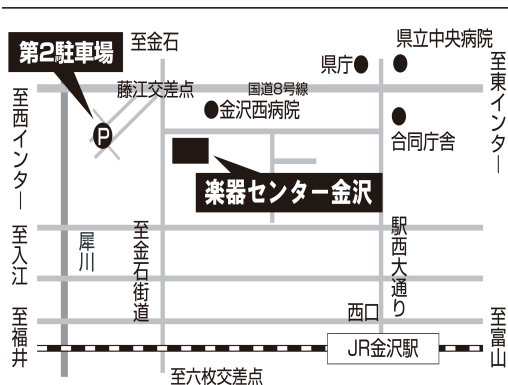 第2駐車場
至金石
県立中央病院
県庁
至東インター
国道8号線
藤江交差点
至西インター
金沢西病院
P
合同庁舎
楽器センター金沢
至入江
犀川
至金石街道
駅西大通り
西口
至福井
至富山
JR金沢駅
至六枚交差点